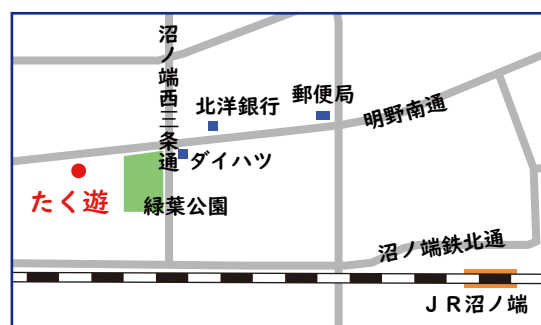 沼ノ端西三条通
北洋銀行
郵便局
明野南通
ダイハツ
たく遊
緑葉公園
沼ノ端鉄北通
ＪＲ沼ノ端